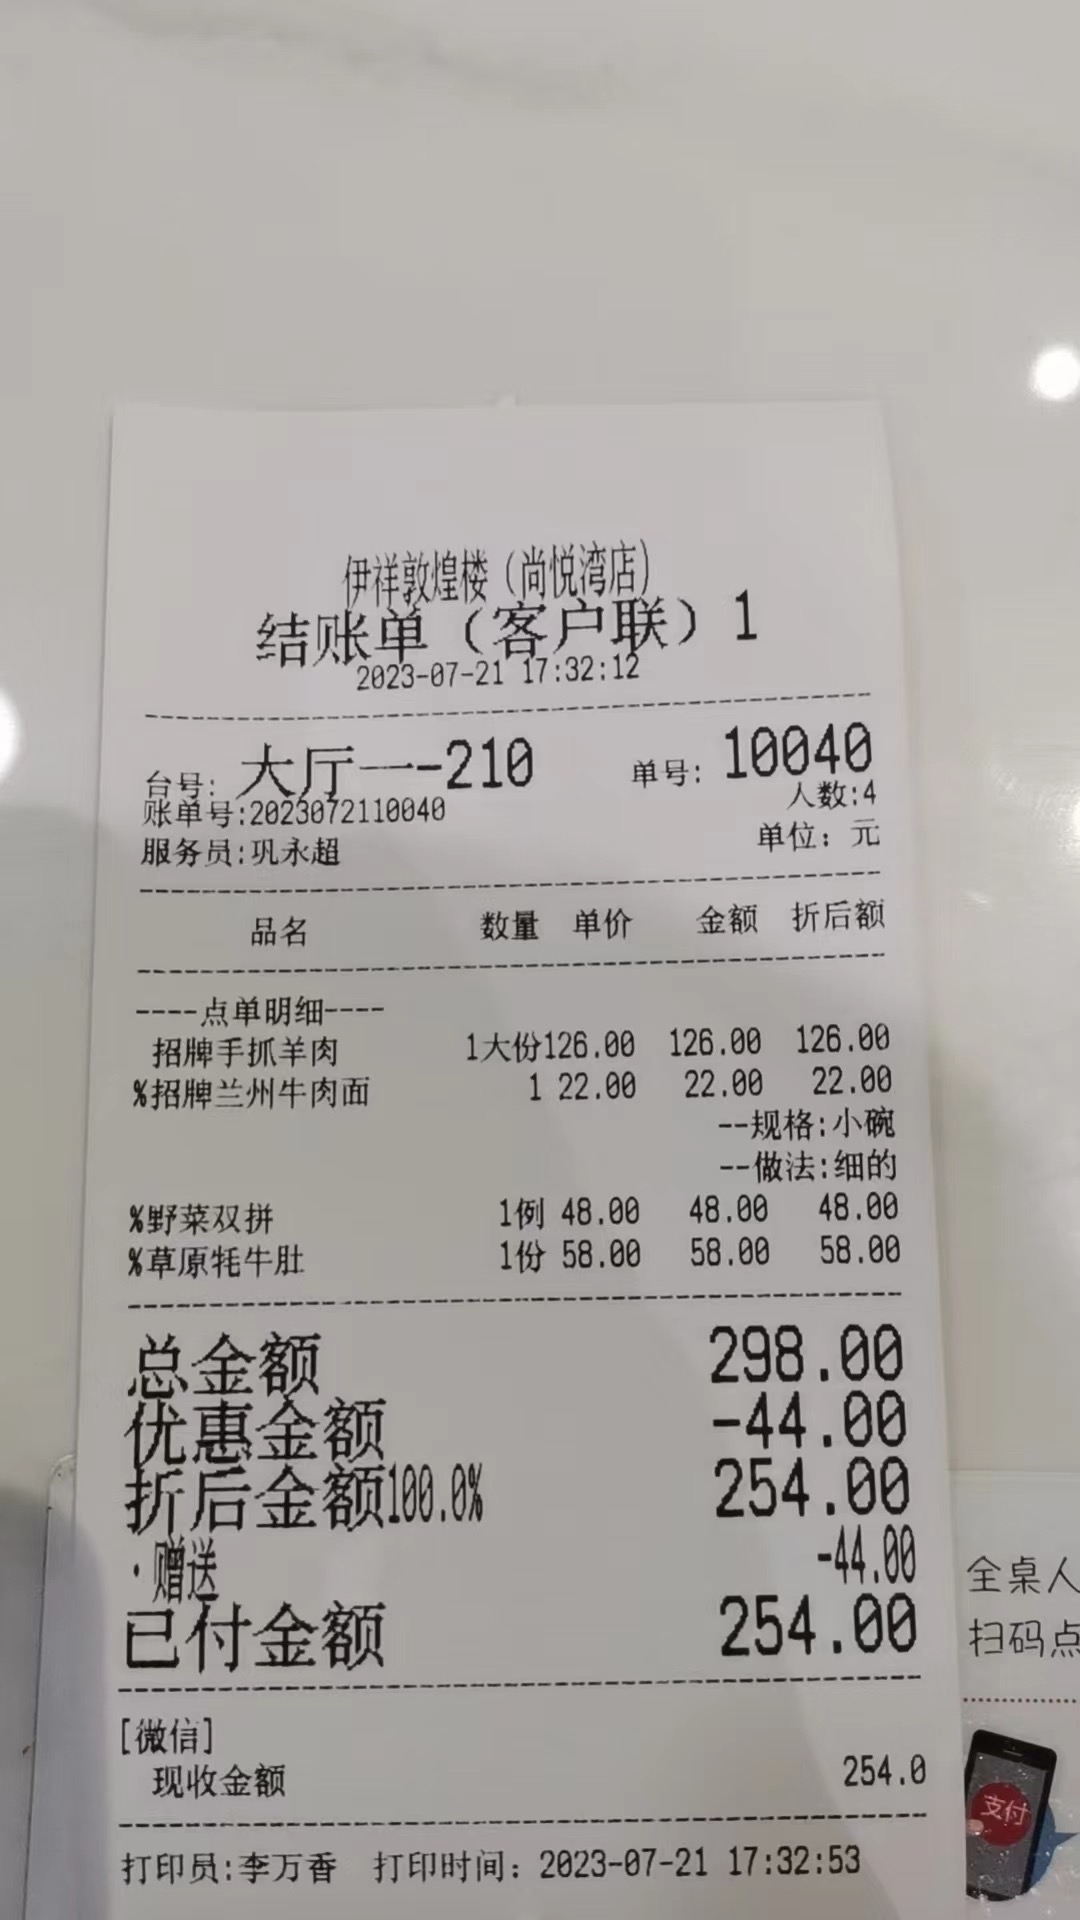 伊祥敦煌楼（尚悦湾店）
结账单（客户联）1
2023-07-21 17:32:12
台号: 大厅一-210 单号: 10040
账单号:2023072110040 人数:4
服务员:巩永超 单位: 元
品名 数量 单价 金额 折后额
----点单明细----
招牌手抓羊肉 1大份126.00 126.00 126.00
%招牌兰州牛肉面 1 22.00 22.00 22.00
--规格:小碗
--做法:细的
%野菜双拼 1例 48.00 48.00 48.00
%草原牦牛肚 1份 58.00 58.00 58.00
总金额 298.00
优惠金额 -44.00
折后金额100.0% 254.00
·赠送 -44.00
已付金额 254.00
[微信]
现收金额 254.0
打印员:李万香 打印时间: 2023-07-21 17:32:53
全桌人
扫码点
支付